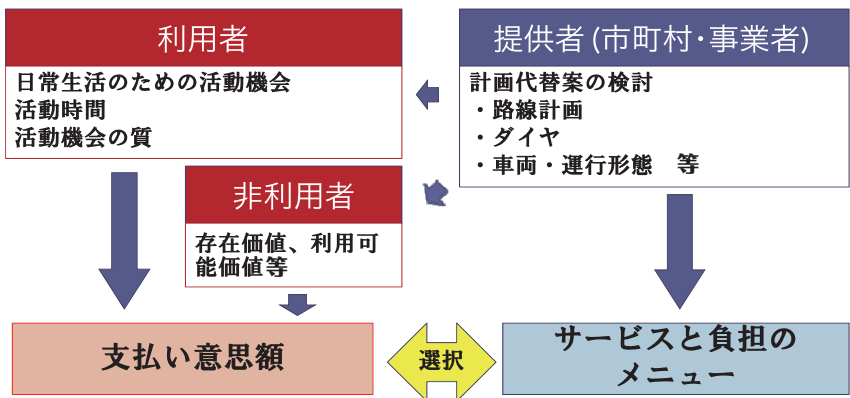 利用者
日常生活のための活動機会
活動時間
活動機会の質
提供者(市町村・事業者)
計画代替案の検討
・路線計画
・ダイヤ
・車両・運行形態　等
非利用者
存在価値、利用可
能価値等
支払い意思額
選択
サービスと負担の
メニュー